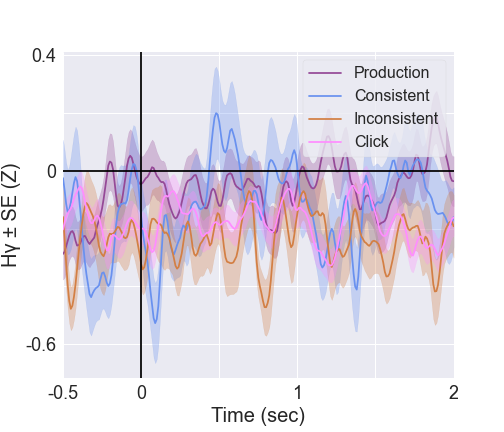 0.4
Production
Consistent
Inconsistent
Click
0
Hγ ± SE (Z)
-0.6
-0.5 0 1 2
Time (sec)